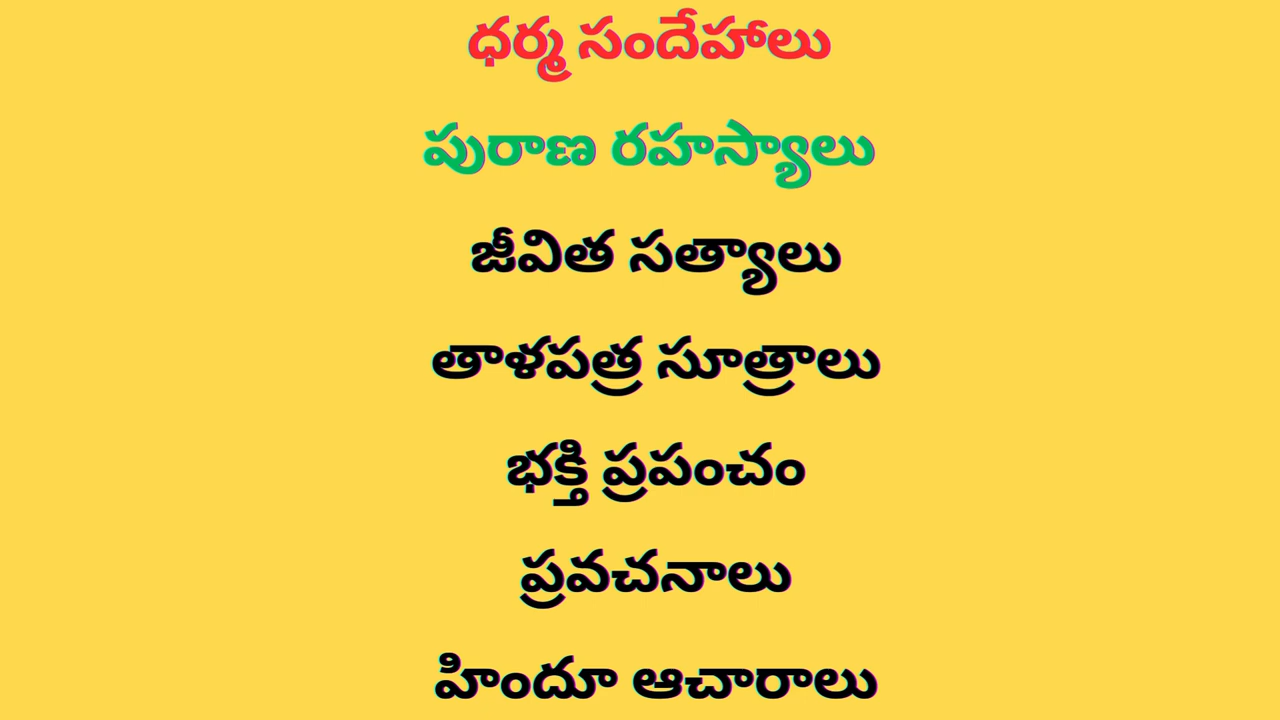 ధర్మ సందేహాలు
పురాణ రహస్యాలు
జీవిత సత్యాలు
తాళపత్ర సూత్రాలు
భక్తి ప్రపంచం
ప్రవచనాలు
హిందూ ఆచారాలు